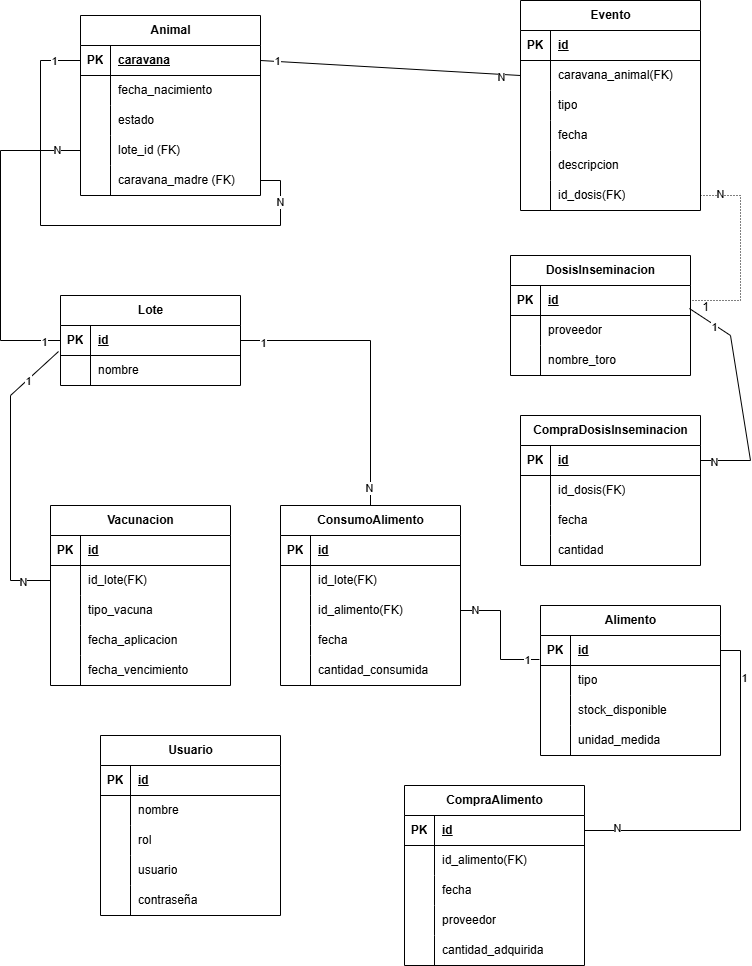 Animal
PK caravana
fecha_nacimiento
estado
lote_id (FK)
caravana_madre (FK)
1
N
N
1
N
Evento
PK id
caravana_animal(FK)
tipo
fecha
descripcion
id_dosis(FK)
N
1
DosisInseminacion
PK id
proveedor
nombre_toro
1
N
Lote
PK id
nombre
1
1
1
N
N
CompraDosisInseminacion
PK id
id_dosis(FK)
fecha
cantidad
Vacunacion
PK id
id_lote(FK)
tipo_vacuna
fecha_aplicacion
fecha_vencimiento
ConsumoAlimento
PK id
id_lote(FK)
id_alimento(FK)
fecha
cantidad_consumida
N
1
Alimento
PK id
tipo
stock_disponible
unidad_medida
1
N
Usuario
PK id
nombre
rol
usuario
contraseña
CompraAlimento
PK id
id_alimento(FK)
fecha
proveedor
cantidad_adquirida